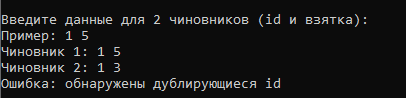 Введите данные для 2 чиновников (id и взятка):
Пример: 1 5
Чиновник 1: 1 5
Чиновник 2: 1 3
Ошибка: обнаружены дублирующиеся id